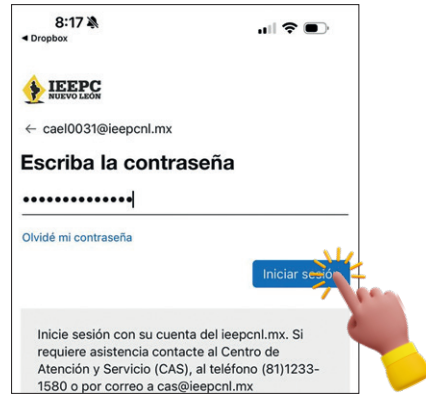 8:17
◀ Dropbox
IEEPC
NUEVO LEÓN
← cael0031@ieepcnl.mx
Escriba la contraseña
••••••••••••••
Olvidé mi contraseña
Iniciar sesión
Inicie sesión con su cuenta del ieepcnl.mx. Si
requiere asistencia contacte al Centro de
Atención y Servicio (CAS), al teléfono (81)1233-
1580 o por correo a cas@ieepcnl.mx